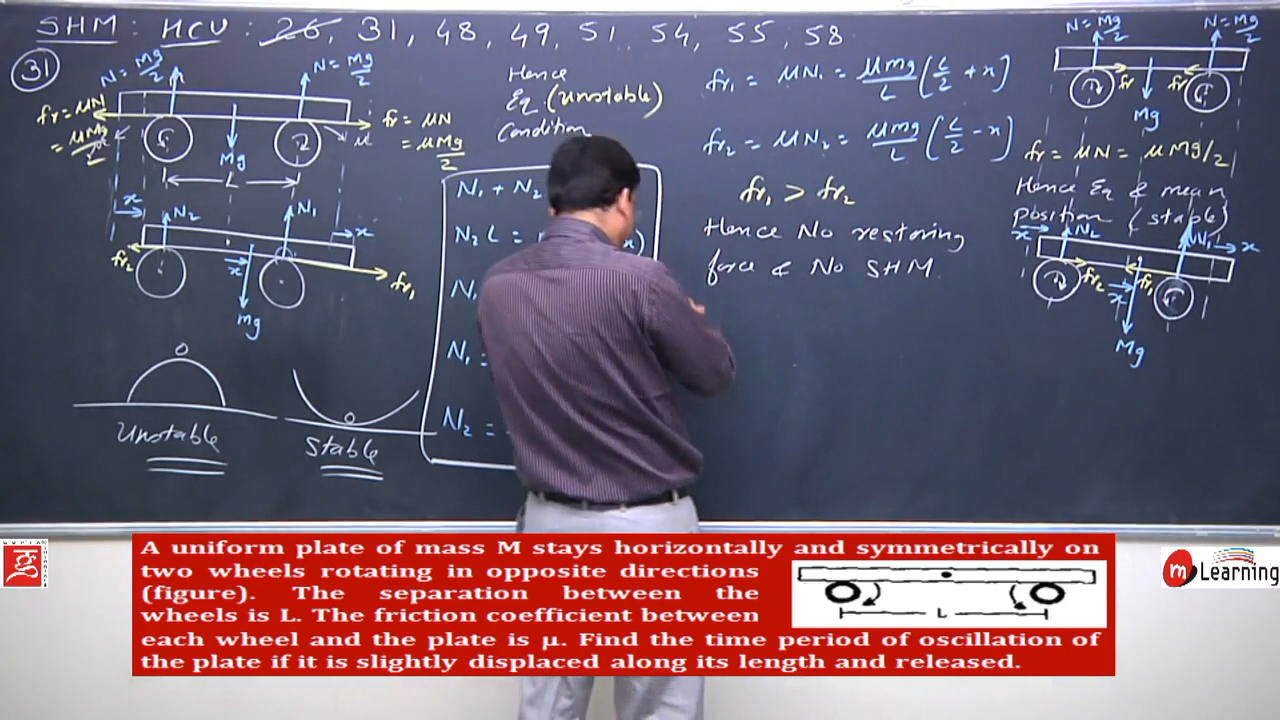 SHM : HCV : 26, 31, 48, 49, 51, 54, 55, 58
31
N = Mg/2
N = Mg/2
fr = μN
= μMg/2
fr = μN
= μMg/2
μ
Mg
L
x
N2
N1
x
fr2
x
fr1
Mg
Unstable
Stable
Hence
Eq. (unstable)
Condition
N1 + N2
N2 L =
x)
N1
N1 =
N2 =
fr1 = μN1 = μmg/L (L/2 + x)
fr2 = μN2 = μmg/L (L/2 - x)
fr1 > fr2
Hence No restoring
force & No SHM.
N = Mg/2
N = Mg/2
fr
fr
Mg
fr = μN = μMg/2
Hence Eq & mean
position (stable)
x
N2
N1
x
fr2
x
fr1
Mg
A uniform plate of mass M stays horizontally and symmetrically on
two wheels rotating in opposite directions
(figure). The separation between the
wheels is L. The friction coefficient between
each wheel and the plate is μ. Find the time period of oscillation of
the plate if it is slightly displaced along its length and released.
L
m Learning